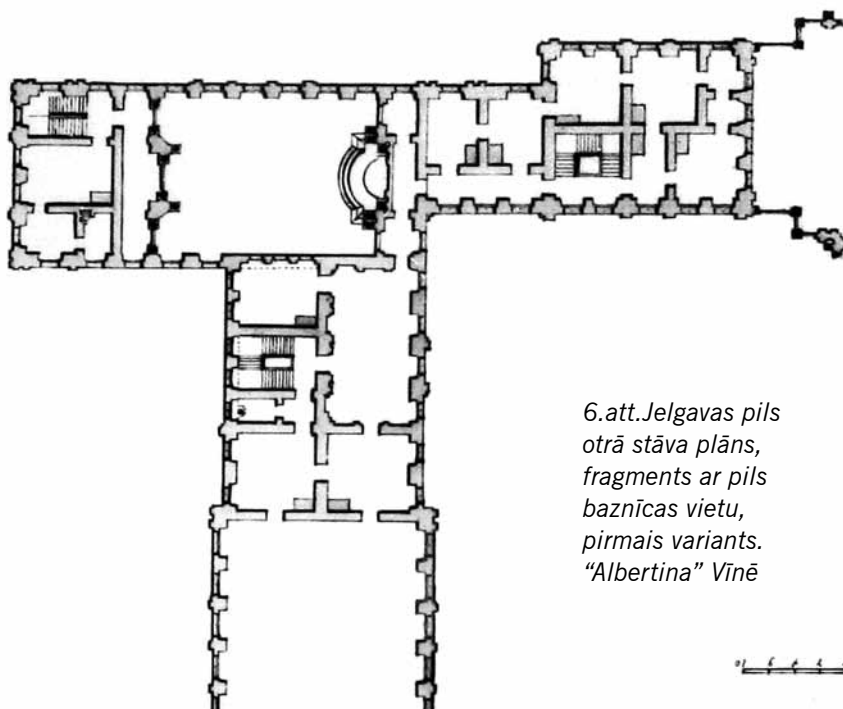 6.att.Jelgavas pils
otrā stāva plāns,
fragments ar pils
baznīcas vietu,
pirmais variants.
“Albertina” Vīnē